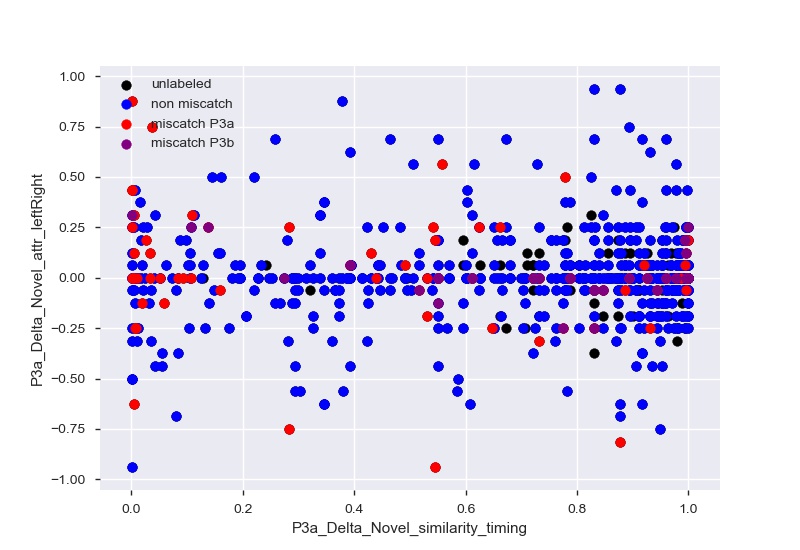 1.00
0.75
0.50
0.25
0.00
−0.25
−0.50
−0.75
−1.00
P3a_Delta_Novel_attr_leftRight
unlabeled
non miscatch
miscatch P3a
miscatch P3b
0.0 0.2 0.4 0.6 0.8 1.0
P3a_Delta_Novel_similarity_timing